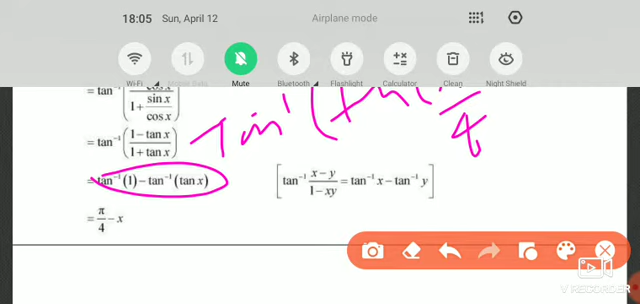 18:05 Sun, April 12 Airplane mode
Wi-Fi Mute Bluetooth Flashlight Calculator Clean Night Shield
= tan⁻¹ ( cos x / (1 + sin x / cos x) )
= tan⁻¹ ( (1 − tan x) / (1 + tan x) )
= tan⁻¹ (1) − tan⁻¹ (tan x) [ tan⁻¹ (x − y) / (1 − xy) = tan⁻¹ x − tan⁻¹ y ]
= π/4 − x
V RECORDER